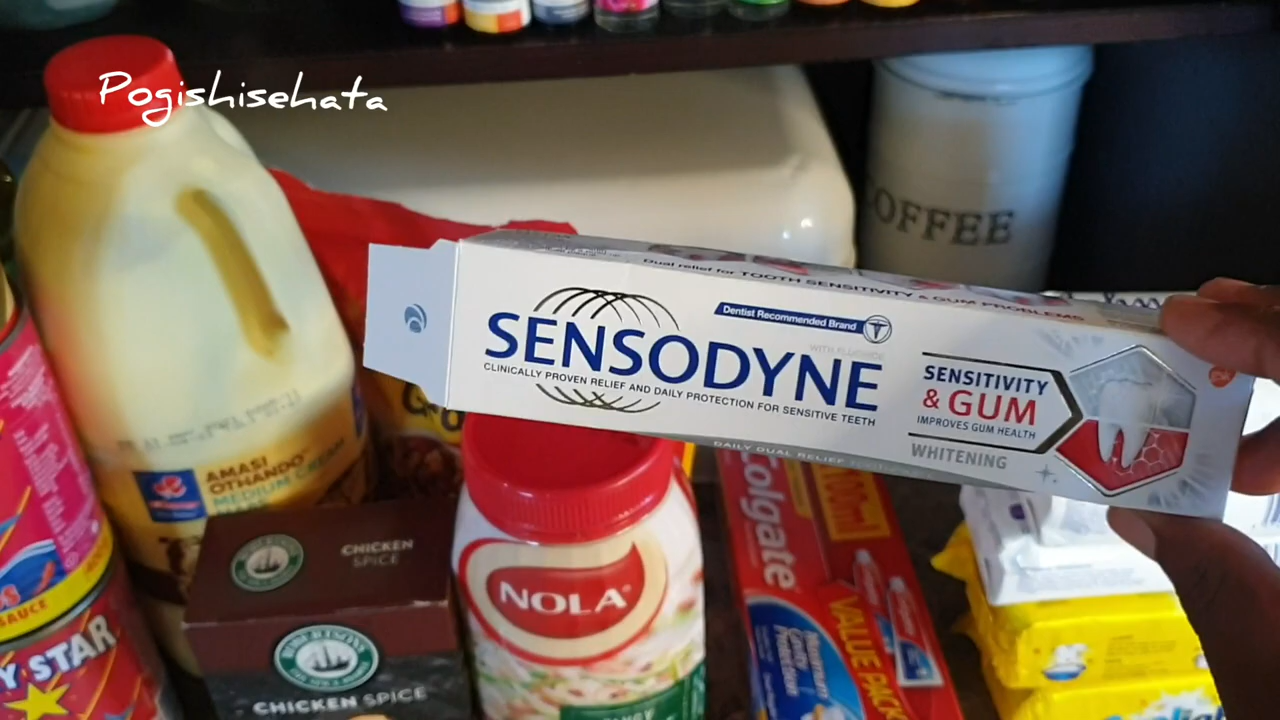 Pogishisehata
COFFEE
Dual relief for TOOTH SENSITIVITY & GUM PROBLEMS
Dentist Recommended Brand
WITH FLUORIDE
SENSODYNE
CLINICALLY PROVEN RELIEF AND DAILY PROTECTION FOR SENSITIVE TEETH
SENSITIVITY
& GUM
IMPROVES GUM HEALTH
WHITENING
DAILY DUAL RELIEF
AMASI
OTHANDO
MEDIUM CREAM
CHICKEN
SPICE
ROBERTSONS
CHICKEN SPICE
NOLA
Colgate
100ml
VALUE PACK
SAUCE
Y STAR